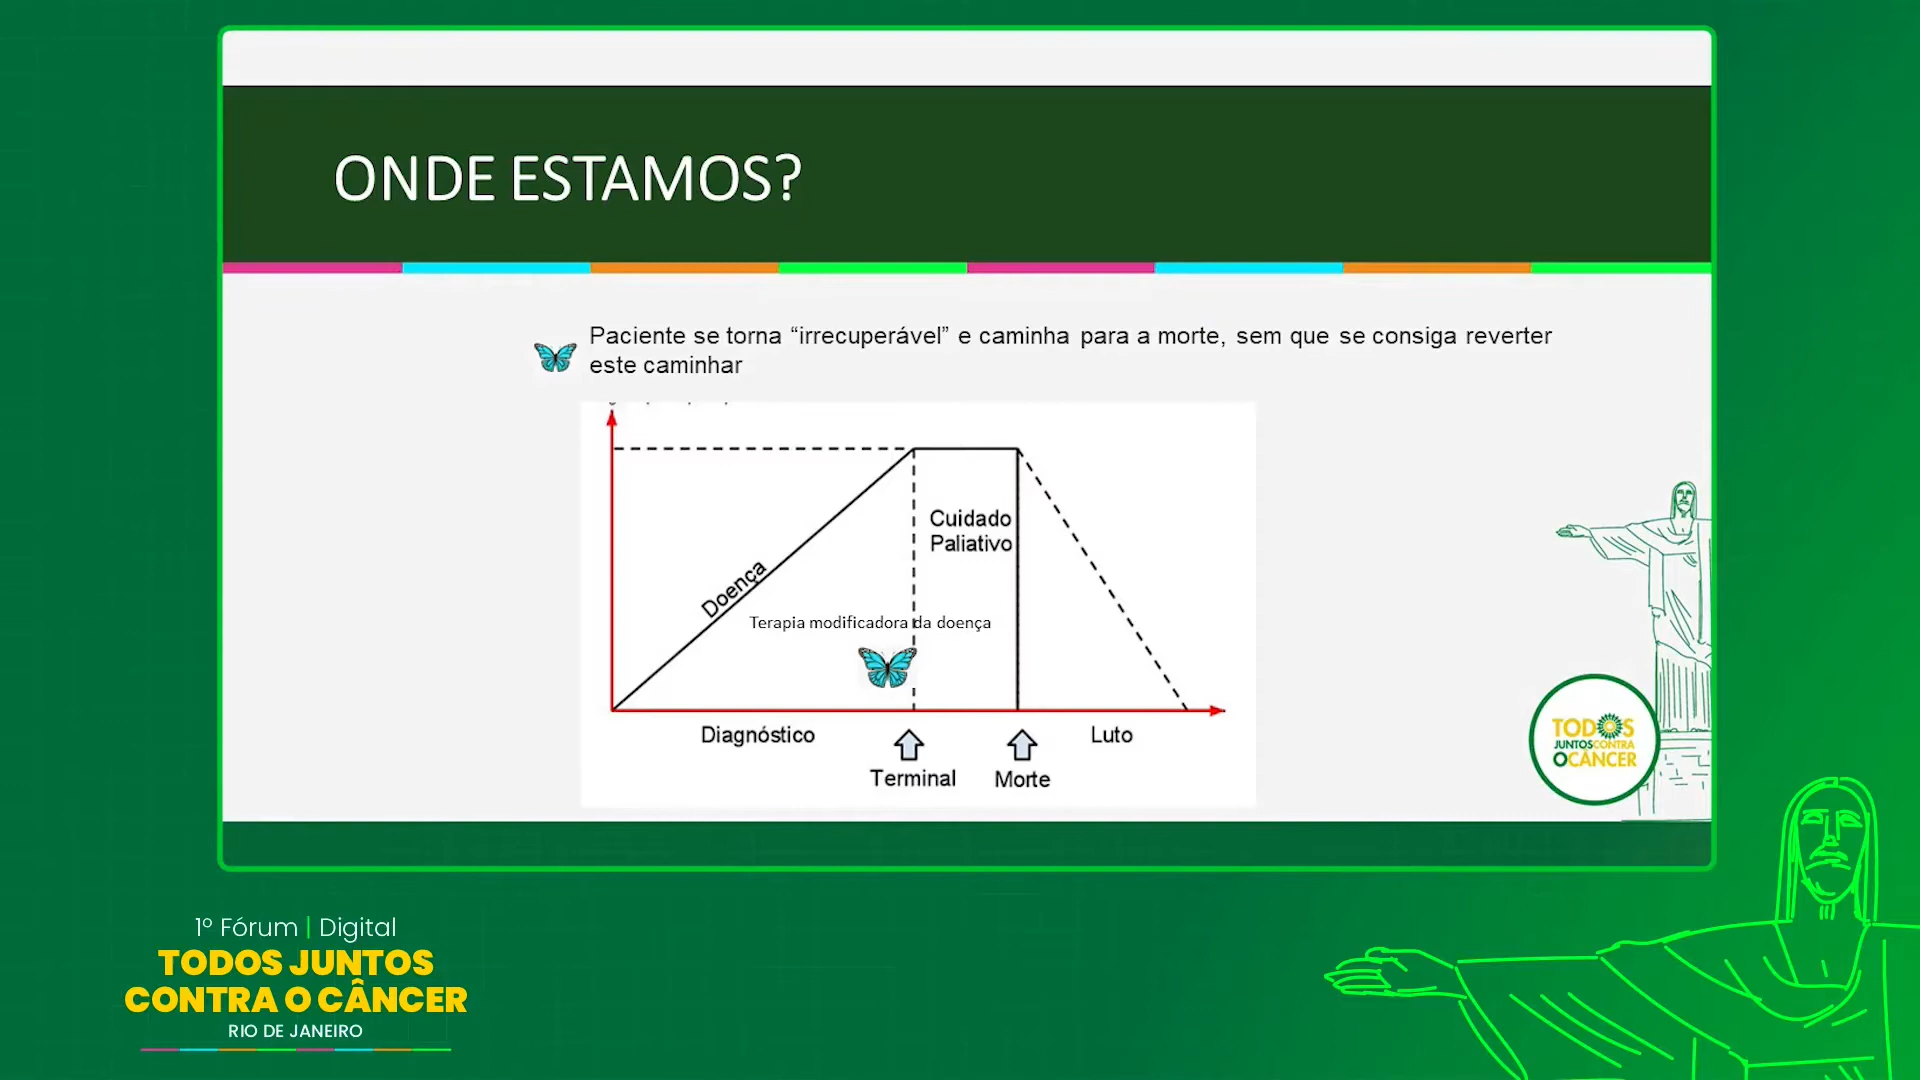 ONDE ESTAMOS?
Paciente se torna “irrecuperável” e caminha para a morte, sem que se consiga reverter
este caminhar
Cuidado
Paliativo
Doença
Terapia modificadora da doença
Diagnóstico
Luto
Terminal
Morte
TODOS
JUNTOS CONTRA
O CÂNCER
1º Fórum | Digital
TODOS JUNTOS
CONTRA O CÂNCER
RIO DE JANEIRO